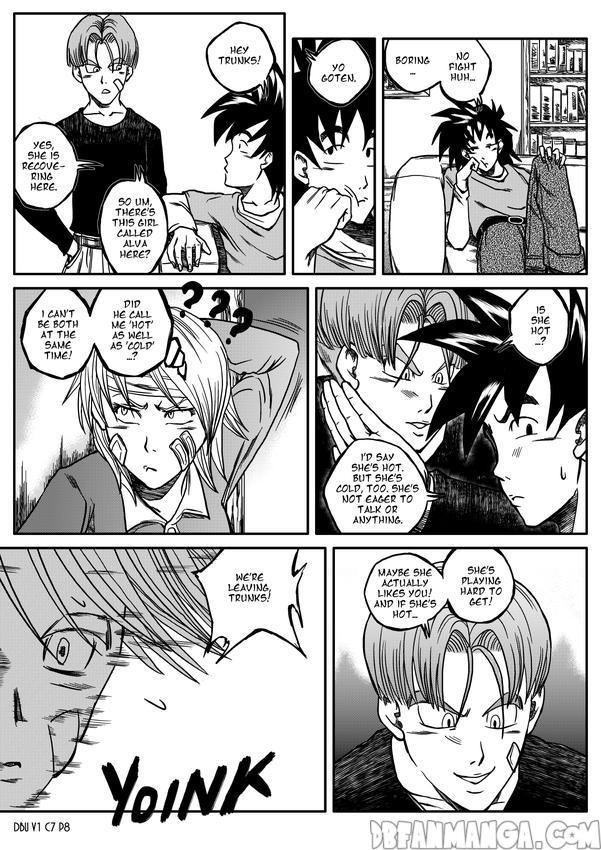 NO
FIGHT
HUH...
BORING
...
YO
GOTEN.
HEY
TRUNKS!
SO UM,
THERE'S
THIS GIRL
CALLED
ALVA
HERE?
YES,
SHE IS
RECOVE-
RING
HERE.
IS
SHE
HOT
..?
I'D SAY
SHE'S HOT.
BUT SHE'S
COLD, TOO. SHE'S
NOT EAGER TO
TALK OR
ANYTHING.
DID
HE CALL
ME 'HOT'
AS WELL
AS 'COLD'
...?
I CAN'T
BE BOTH
AT THE
SAME
TIME!
? ? ?
SHE'S
PLAYING
HARD TO
GET!
MAYBE SHE
ACTUALLY
LIKES YOU!
AND IF SHE'S
HOT...
WE'RE
LEAVING,
TRUNKS!
YOINK
DBU V1 C7 P8
DBFANMANGA.COM